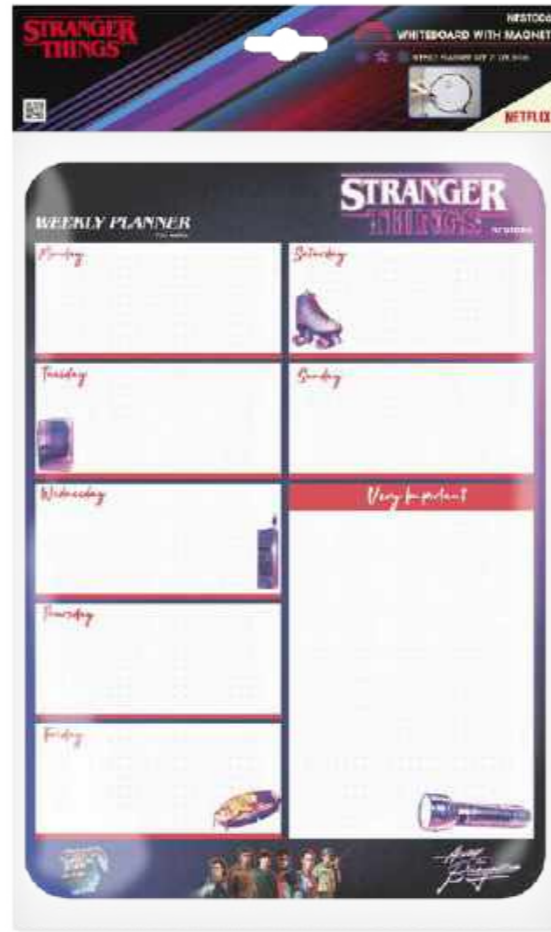 STRANGER
THINGS
WHITEBOARD WITH MAGNET
NETFLIX
STRANGER
THINGS
WEEKLY PLANNER
Monday
Saturday
Tuesday
Sunday
Wednesday
Very Important
Thursday
Friday